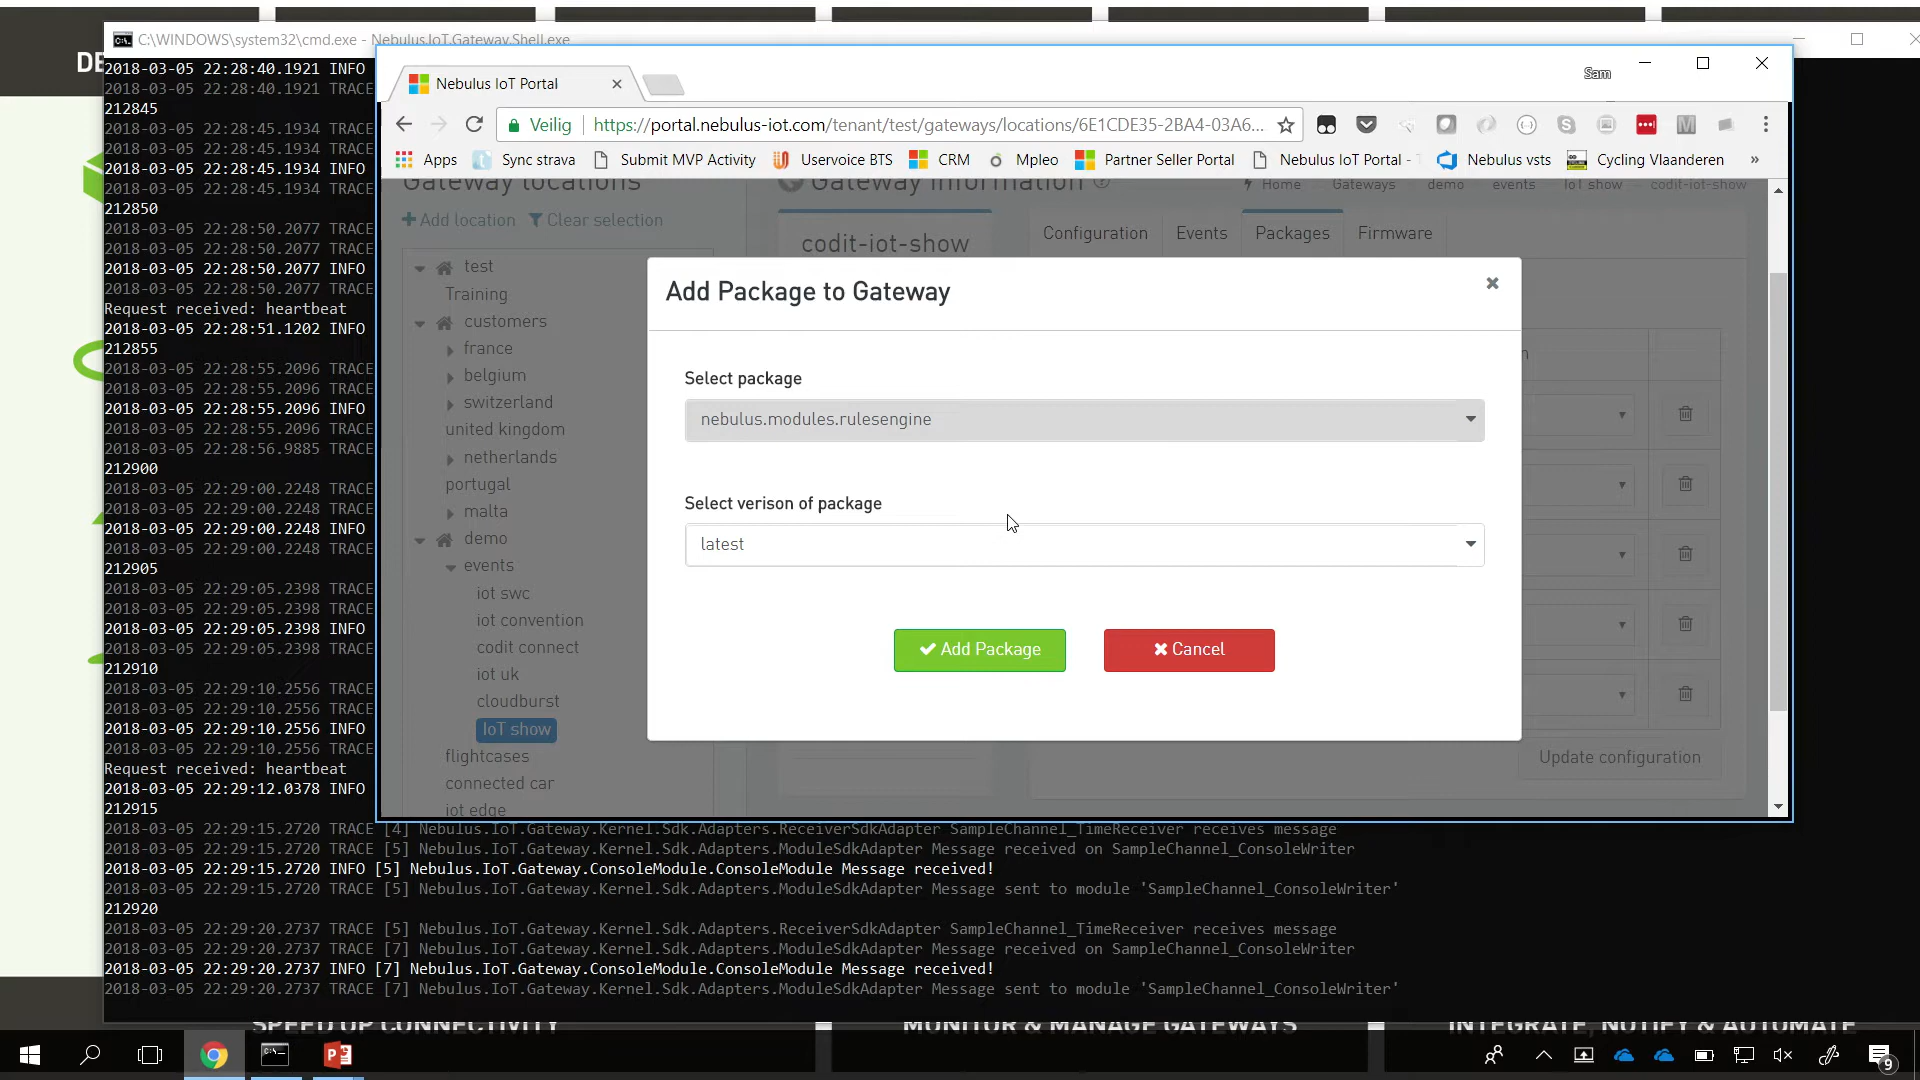 DE
C:\WINDOWS\system32\cmd.exe - Nebulus.IoT.Gateway.Shell.exe
2018-03-05 22:28:40.1921 INFO
2018-03-05 22:28:40.1921 TRACE
212845
2018-03-05 22:28:45.1934 TRACE
2018-03-05 22:28:45.1934 TRACE
2018-03-05 22:28:45.1934 INFO
2018-03-05 22:28:45.1934 TRACE
212850
2018-03-05 22:28:50.2077 TRACE
2018-03-05 22:28:50.2077 TRACE
2018-03-05 22:28:50.2077 INFO
2018-03-05 22:28:50.2077 TRACE
Request received: heartbeat
2018-03-05 22:28:51.1202 INFO
212855
2018-03-05 22:28:55.2096 TRACE
2018-03-05 22:28:55.2096 TRACE
2018-03-05 22:28:55.2096 INFO
2018-03-05 22:28:55.2096 TRACE
2018-03-05 22:28:56.9885 TRACE
212900
2018-03-05 22:29:00.2248 TRACE
2018-03-05 22:29:00.2248 TRACE
2018-03-05 22:29:00.2248 INFO
2018-03-05 22:29:00.2248 TRACE
212905
2018-03-05 22:29:05.2398 TRACE
2018-03-05 22:29:05.2398 TRACE
2018-03-05 22:29:05.2398 INFO
2018-03-05 22:29:05.2398 TRACE
212910
2018-03-05 22:29:10.2556 TRACE
2018-03-05 22:29:10.2556 TRACE
2018-03-05 22:29:10.2556 INFO
2018-03-05 22:29:10.2556 TRACE
Request received: heartbeat
2018-03-05 22:29:12.0378 INFO
212915
2018-03-05 22:29:15.2720 TRACE [4] Nebulus.IoT.Gateway.Kernel.Sdk.Adapters.ReceiverSdkAdapter SampleChannel_TimeReceiver receives message
2018-03-05 22:29:15.2720 TRACE [5] Nebulus.IoT.Gateway.Kernel.Sdk.Adapters.ModuleSdkAdapter Message received on SampleChannel_ConsoleWriter
2018-03-05 22:29:15.2720 INFO [5] Nebulus.IoT.Gateway.ConsoleModule.ConsoleModule Message received!
2018-03-05 22:29:15.2720 TRACE [5] Nebulus.IoT.Gateway.Kernel.Sdk.Adapters.ModuleSdkAdapter Message sent to module 'SampleChannel_ConsoleWriter'
212920
2018-03-05 22:29:20.2737 TRACE [5] Nebulus.IoT.Gateway.Kernel.Sdk.Adapters.ReceiverSdkAdapter SampleChannel_TimeReceiver receives message
2018-03-05 22:29:20.2737 TRACE [7] Nebulus.IoT.Gateway.Kernel.Sdk.Adapters.ModuleSdkAdapter Message received on SampleChannel_ConsoleWriter
2018-03-05 22:29:20.2737 INFO [7] Nebulus.IoT.Gateway.ConsoleModule.ConsoleModule Message received!
2018-03-05 22:29:20.2737 TRACE [7] Nebulus.IoT.Gateway.Kernel.Sdk.Adapters.ModuleSdkAdapter Message sent to module 'SampleChannel_ConsoleWriter'
Nebulus IoT Portal
Sam
Veilig https://portal.nebulus-iot.com/tenant/test/gateways/locations/6E1CDE35-2BA4-03A6...
Apps Sync strava Submit MVP Activity Uservoice BTS CRM Mpleo Partner Seller Portal Nebulus IoT Portal - Nebulus vsts Cycling Vlaanderen »
Gateway locations
Add location Clear selection
test
Training
customers
france
belgium
switzerland
united kingdom
netherlands
portugal
malta
demo
events
iot swc
iot convention
codit connect
iot uk
cloudburst
IoT show
flightcases
connected car
iot edge
Gateway information
Home Gateways demo events IoT show codit-iot-show
codit-iot-show
Configuration Events Packages Firmware
Update configuration
Add Package to Gateway
Select package
nebulus.modules.rulesengine
Select verison of package
latest
Add Package
Cancel
SPEED UP CONNECTIVITY
MONITOR & MANAGE GATEWAYS
INTEGRATE, NOTIFY & AUTOMATE
9